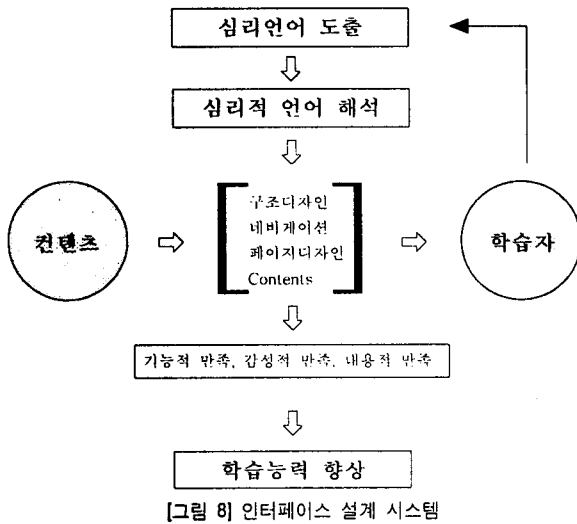 심리언어 도출
심리적 언어 해석
컨텐츠
구조디자인
네비게이션
페이지디자인
Contents
학습자
기능적 만족, 감성적 만족, 내용적 만족
학습능력 향상
[그림 8] 인터페이스 설계 시스템